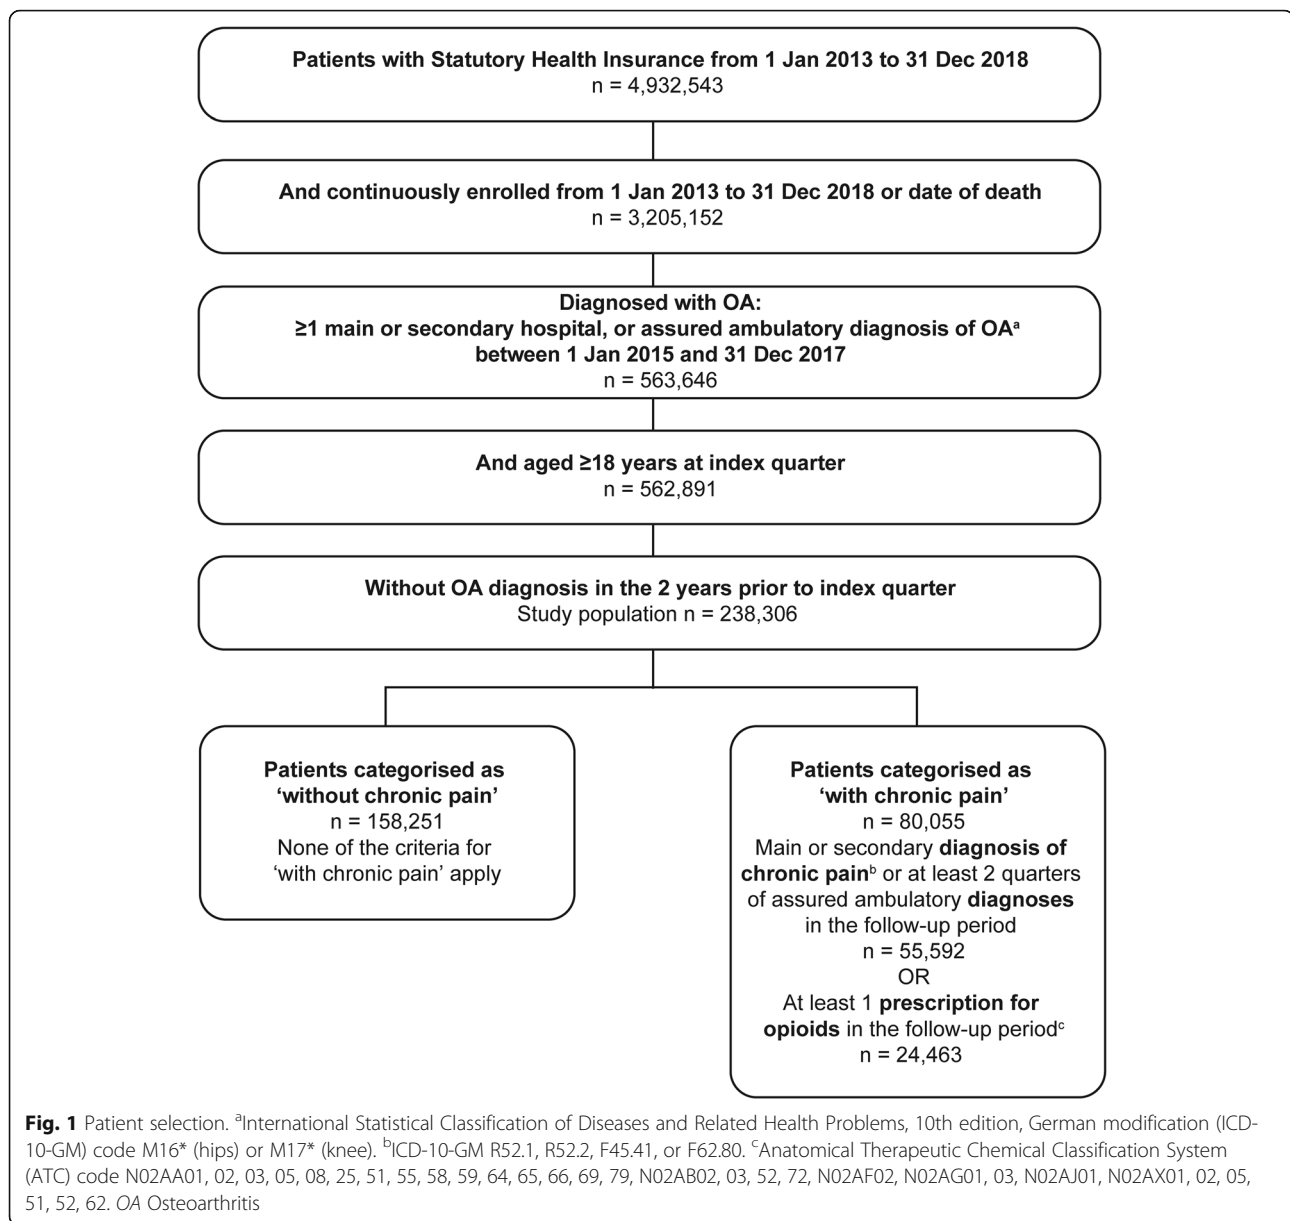 Patients with Statutory Health Insurance from 1 Jan 2013 to 31 Dec 2018
n = 4,932,543
And continuously enrolled from 1 Jan 2013 to 31 Dec 2018 or date of death
n = 3,205,152
Diagnosed with OA:
≥1 main or secondary hospital, or assured ambulatory diagnosis of OAᵃ
between 1 Jan 2015 and 31 Dec 2017
n = 563,646
And aged ≥18 years at index quarter
n = 562,891
Without OA diagnosis in the 2 years prior to index quarter
Study population n = 238,306
Patients categorised as
‘without chronic pain’
n = 158,251
None of the criteria for
‘with chronic pain’ apply
Patients categorised as
‘with chronic pain’
n = 80,055
Main or secondary diagnosis of
chronic painᵇ or at least 2 quarters
of assured ambulatory diagnoses
in the follow-up period
n = 55,592
OR
At least 1 prescription for
opioids in the follow-up periodᶜ
n = 24,463
Fig. 1 Patient selection. ᵃInternational Statistical Classification of Diseases and Related Health Problems, 10th edition, German modification (ICD-
10-GM) code M16* (hips) or M17* (knee). ᵇICD-10-GM R52.1, R52.2, F45.41, or F62.80. ᶜAnatomical Therapeutic Chemical Classification System
(ATC) code N02AA01, 02, 03, 05, 08, 25, 51, 55, 58, 59, 64, 65, 66, 69, 79, N02AB02, 03, 52, 72, N02AF02, N02AG01, 03, N02AJ01, N02AX01, 02, 05,
51, 52, 62. OA Osteoarthritis